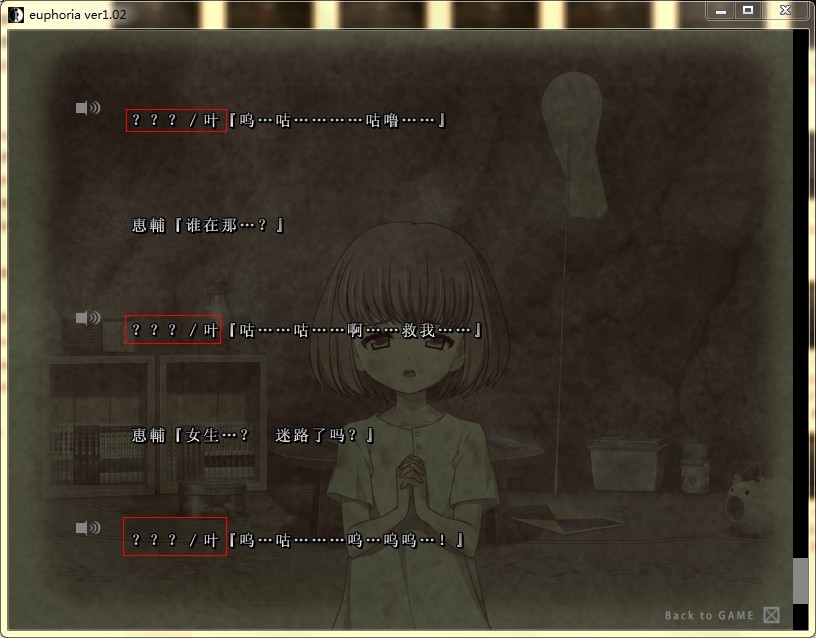 euphoria ver1.02
？？？/叶『呜…咕…………咕噜……』
惠輔『谁在那…？』
？？？/叶『咕……咕……啊……救我……』
惠輔『女生…？　迷路了吗？』
？？？/叶『呜…咕………呜…呜呜…！』
Back to GAME